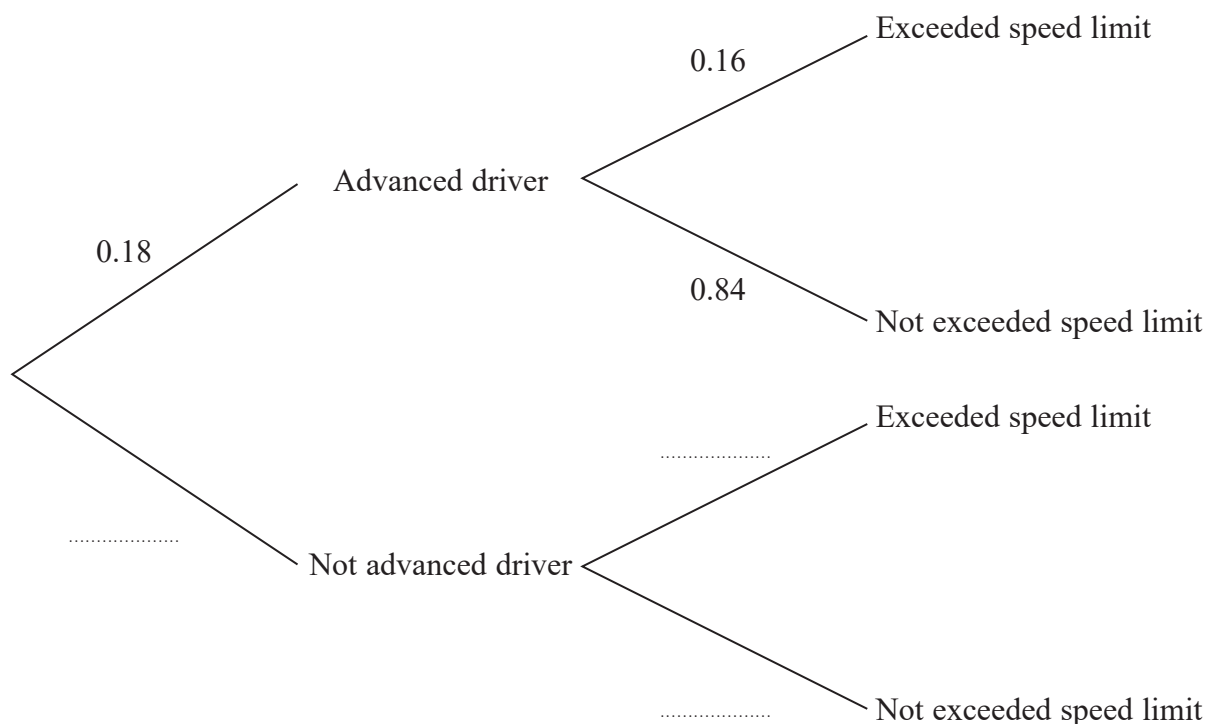 Exceeded speed limit
0.16
Advanced driver
0.18
0.84
Not exceeded speed limit
Exceeded speed limit
....................
....................
Not advanced driver
....................
Not exceeded speed limit